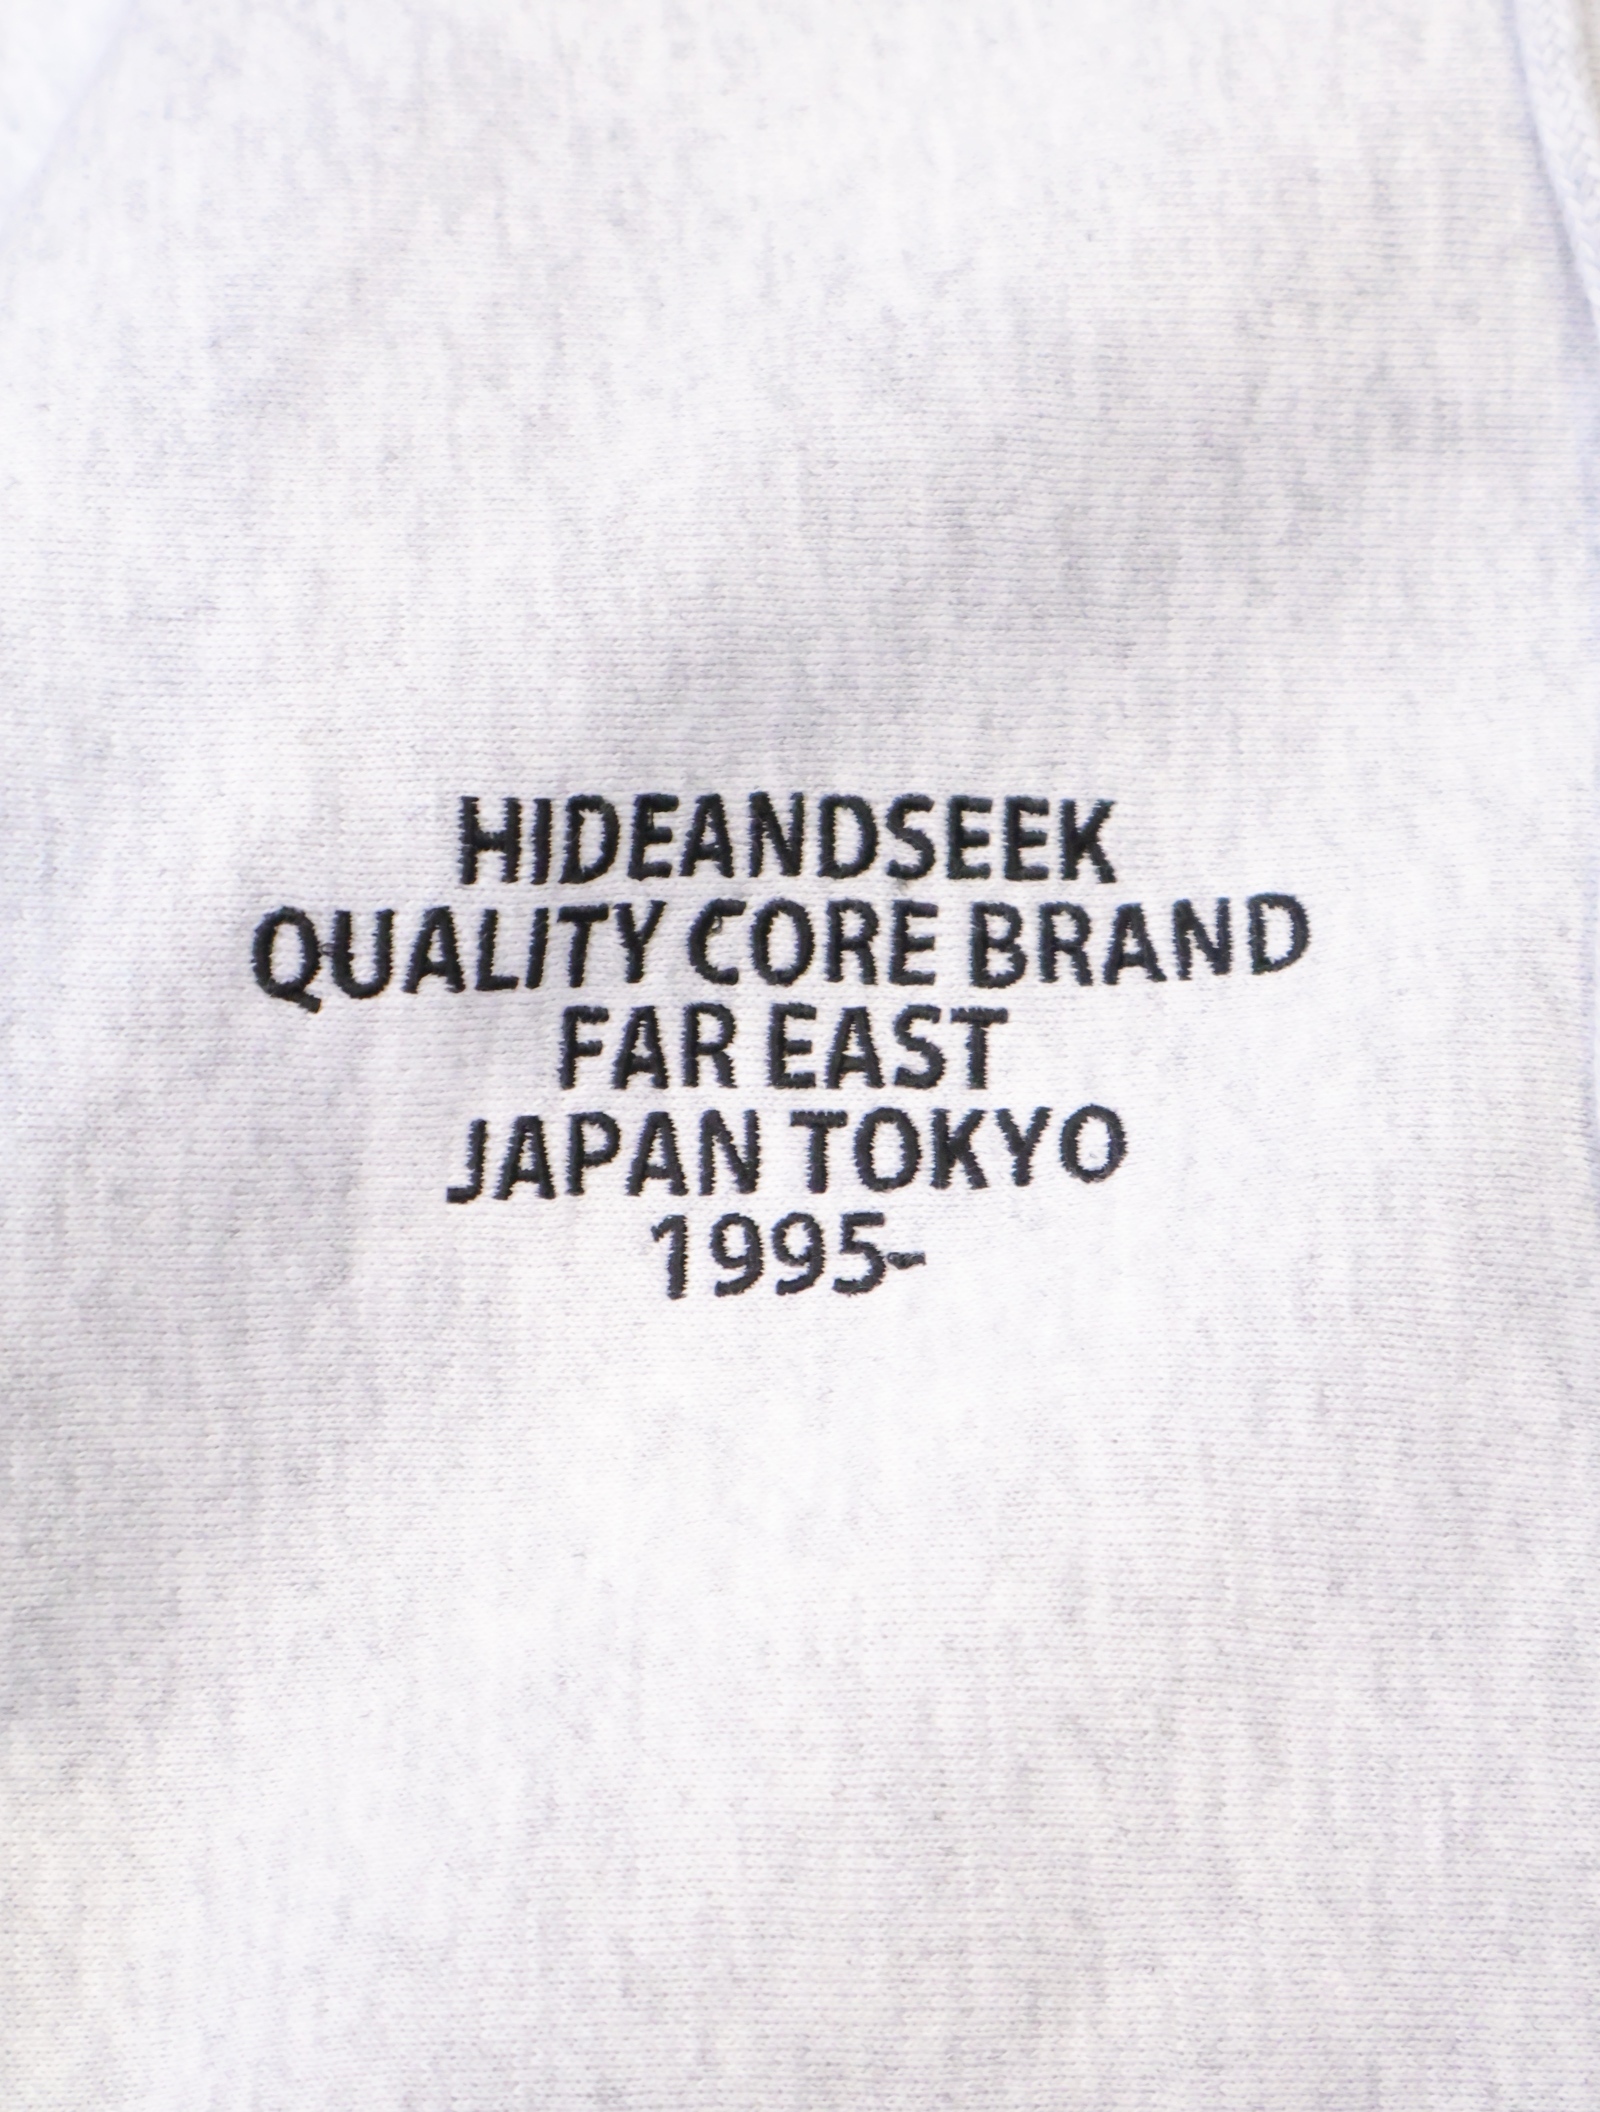 HIDEANDSEEK
QUALITY CORE BRAND
FAR EAST
JAPAN TOKYO
1995-